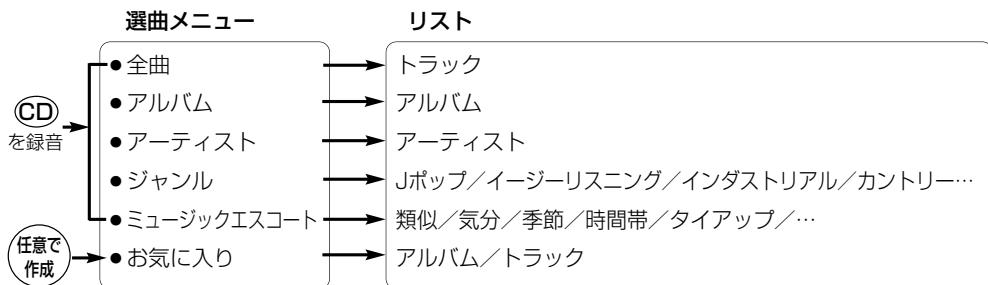 選曲メニュー リスト
●全曲 トラック
●アルバム アルバム
CD
を録音
●アーティスト アーティスト
●ジャンル Jポップ／イージーリスニング／インダストリアル／カントリー…
●ミュージックエスコート 類似／気分／季節／時間帯／タイアップ／…
任意で
作成
●お気に入り アルバム／トラック